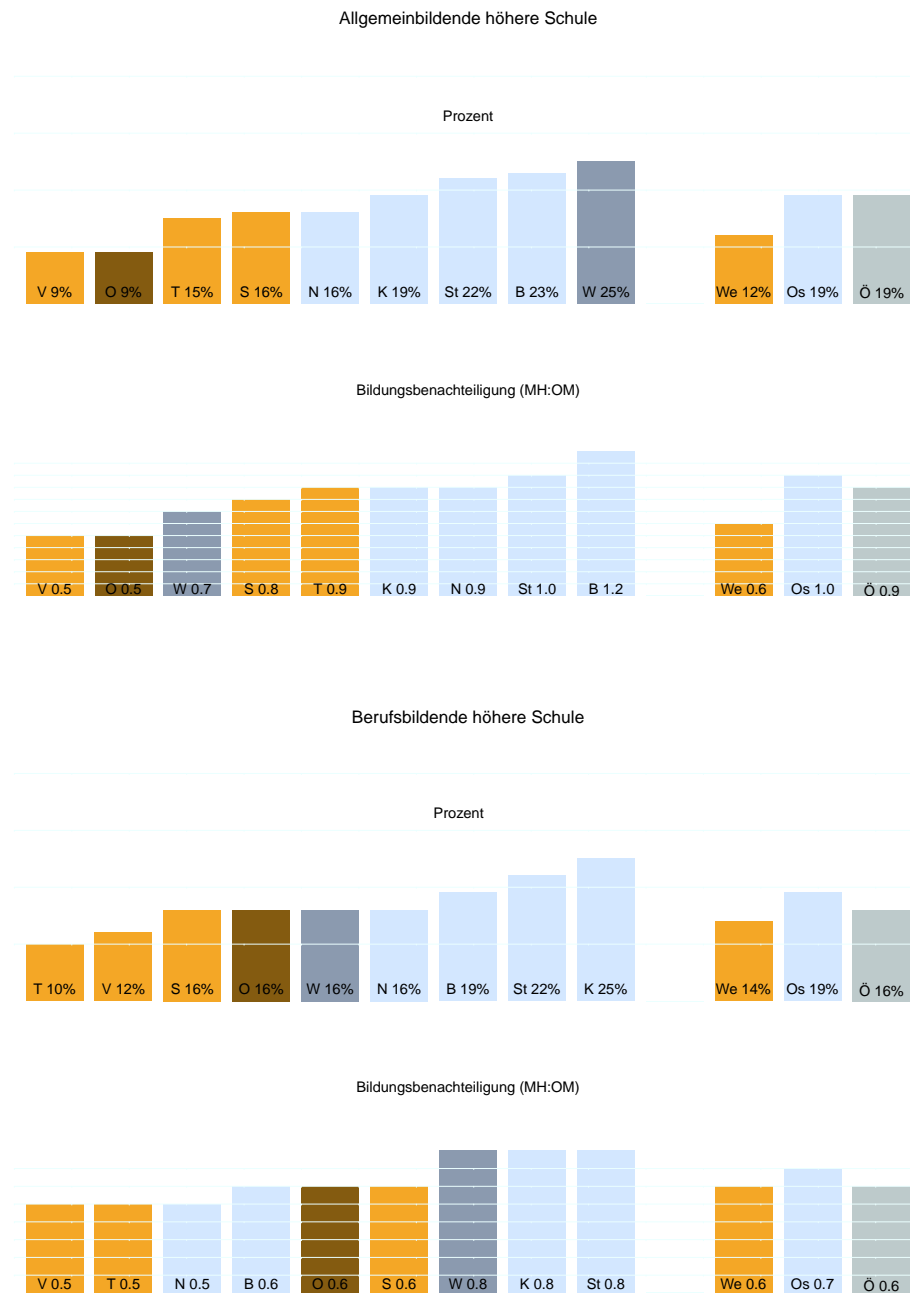 Allgemeinbildende höhere Schule
Prozent
V 9% O 9% T 15% S 16% N 16% K 19% St 22% B 23% W 25% We 12% Os 19% Ö 19%
Bildungsbenachteiligung (MH:OM)
V 0.5 O 0.5 W 0.7 S 0.8 T 0.9 K 0.9 N 0.9 St 1.0 B 1.2 We 0.6 Os 1.0 Ö 0.9
Berufsbildende höhere Schule
Prozent
T 10% V 12% S 16% O 16% W 16% N 16% B 19% St 22% K 25% We 14% Os 19% Ö 16%
Bildungsbenachteiligung (MH:OM)
V 0.5 T 0.5 N 0.5 B 0.6 O 0.6 S 0.6 W 0.8 K 0.8 St 0.8 We 0.6 Os 0.7 Ö 0.6